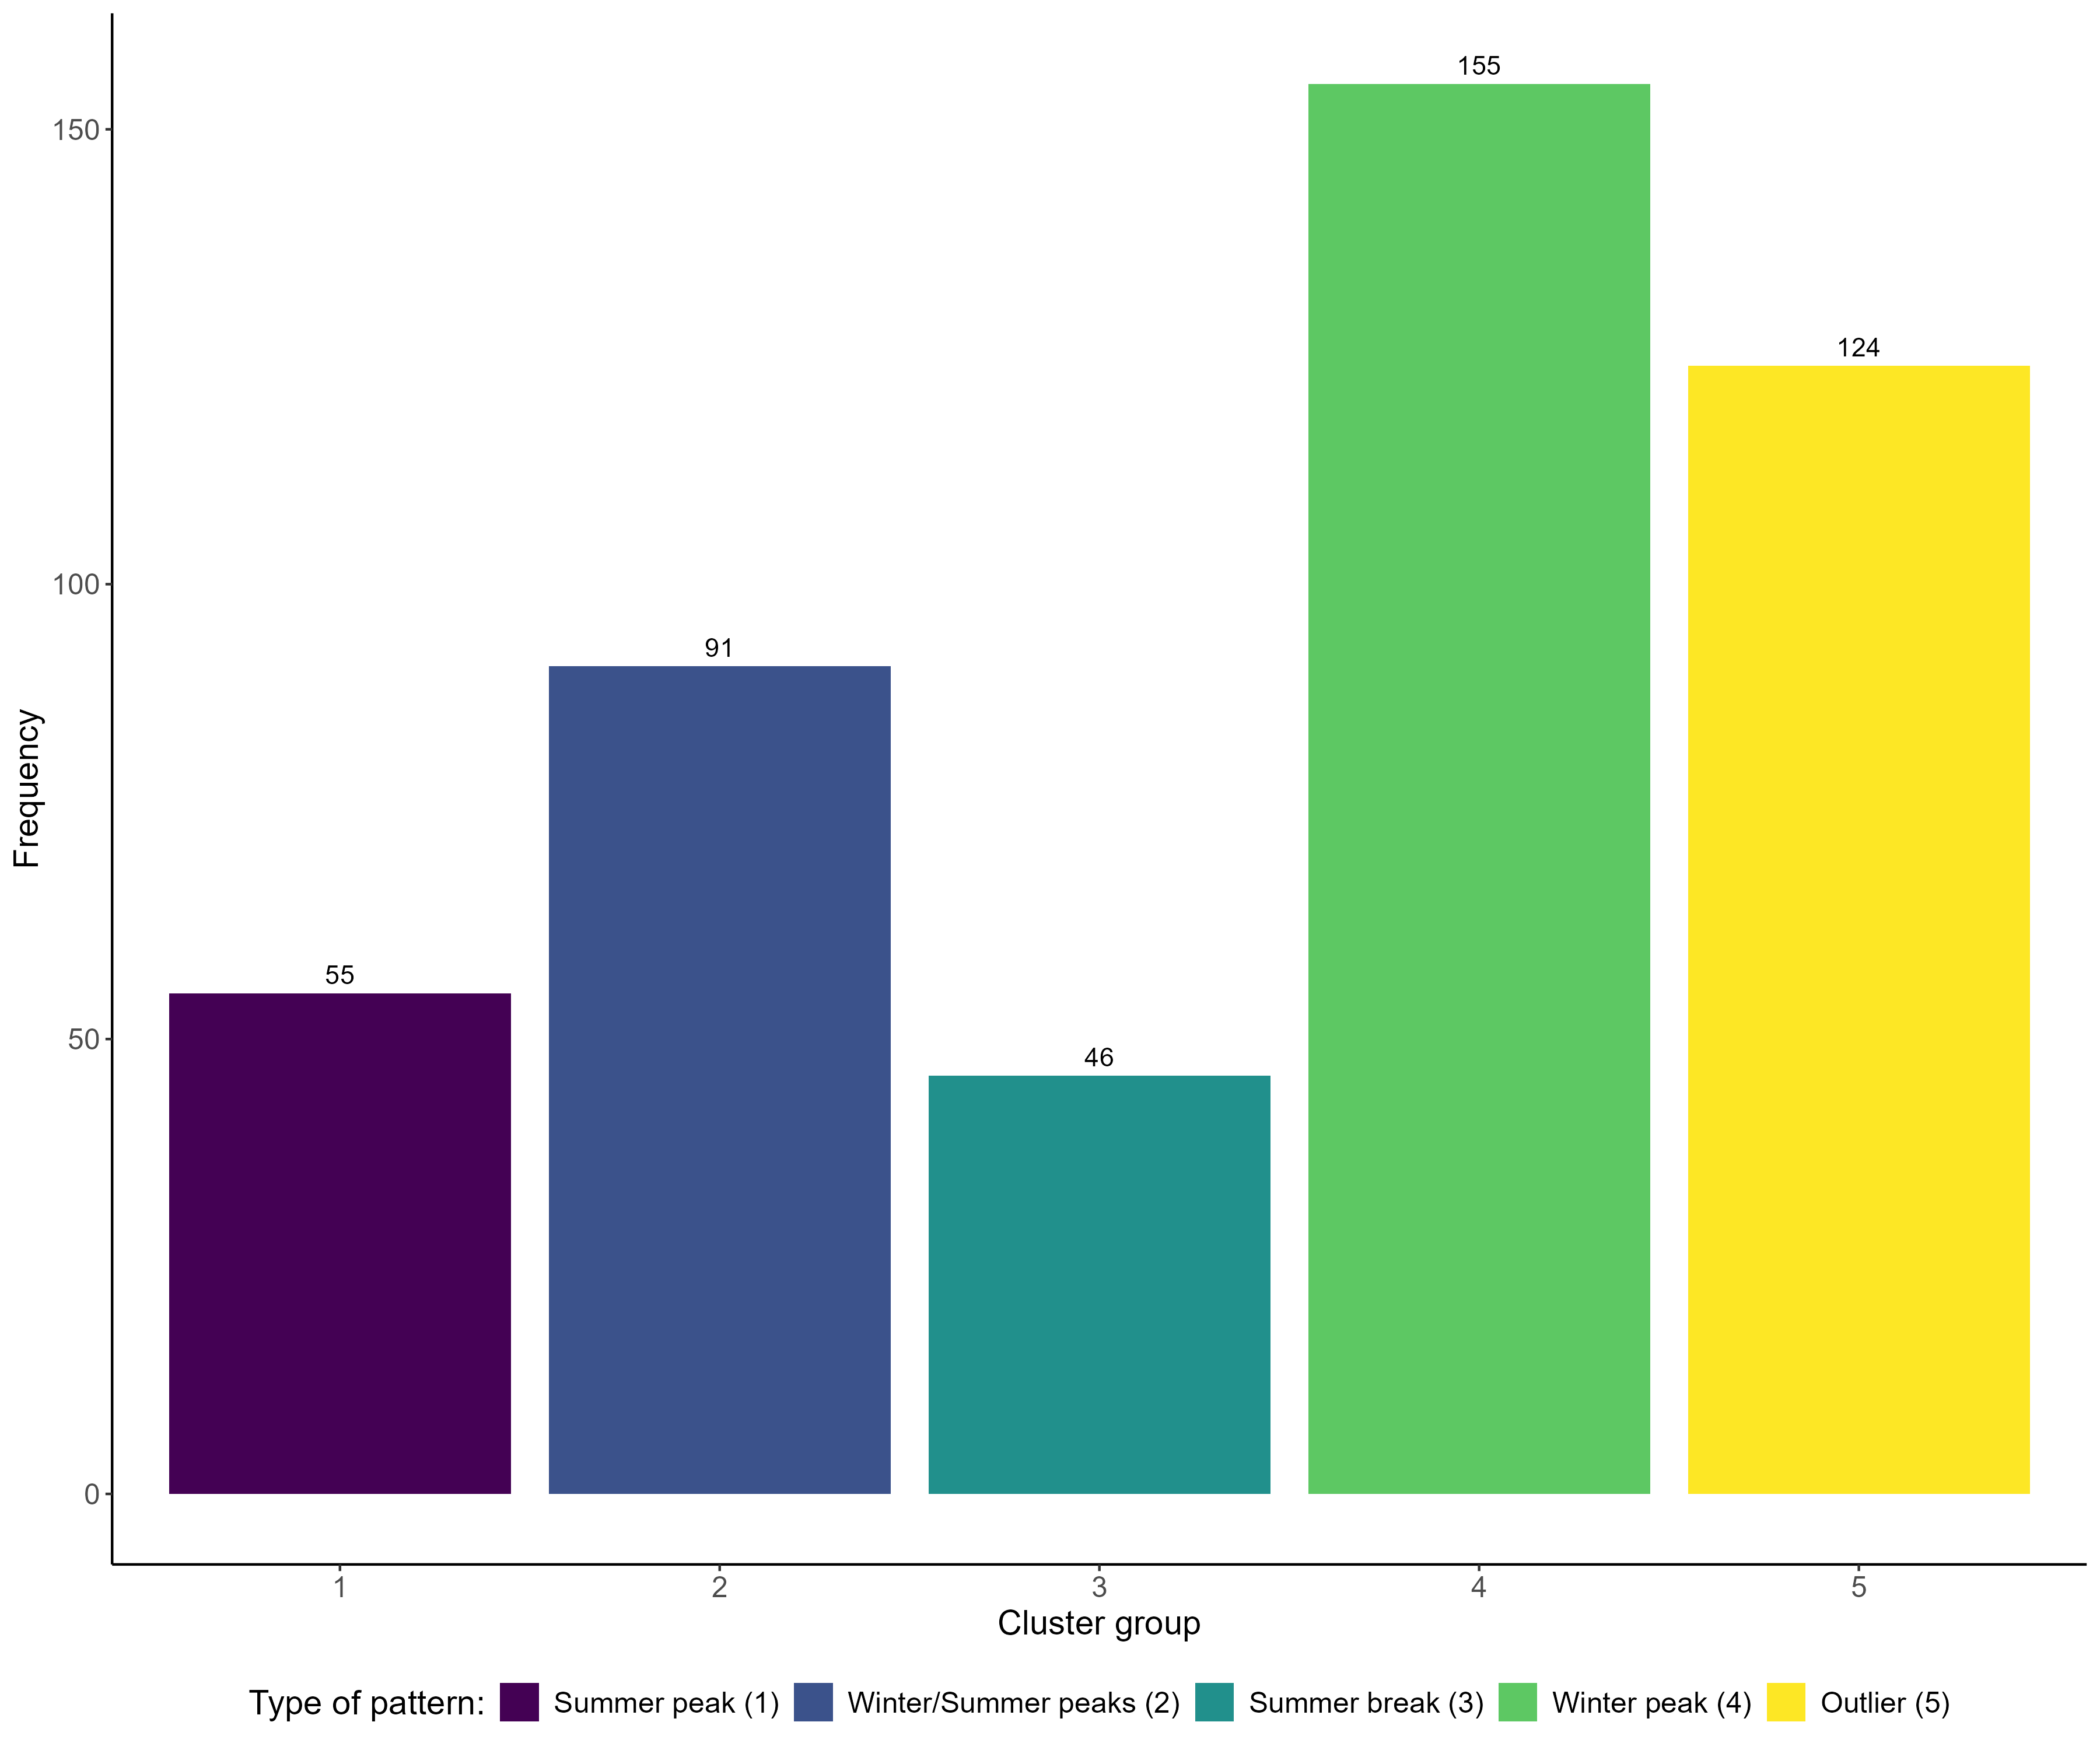 Frequency
150
100
50
0
55
91
46
155
124
1 2 3 4 5
Cluster group
Type of pattern: Summer peak (1) Winter/Summer peaks (2) Summer break (3) Winter peak (4) Outlier (5)